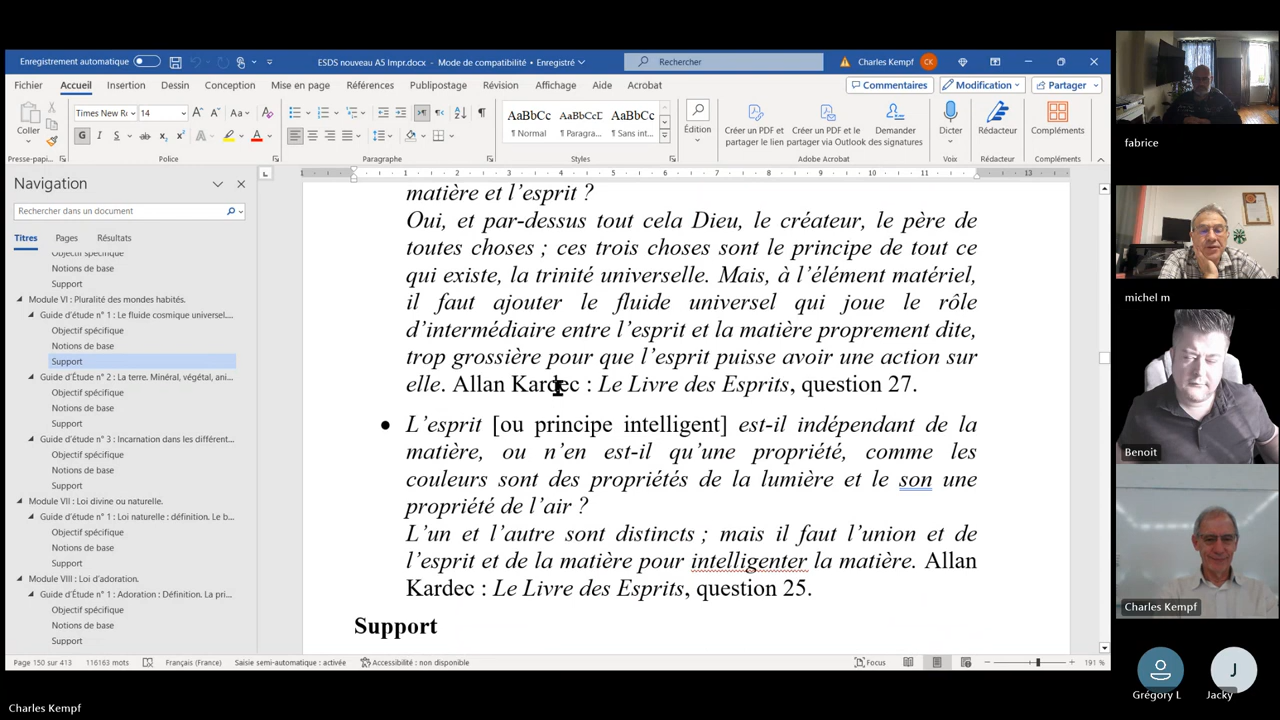 Enregistrement automatique
ESDS nouveau A5 Impr.docx - Mode de compatibilité • Enregistré
Rechercher
Charles Kempf
CK
Fichier Accueil Insertion Dessin Conception Mise en page Références Publipostage Révision Affichage Aide Acrobat
Commentaires
Modification
Partager
Coller
Presse-pap
Times New R
14
Police
Paragraphe
AaBbCc
¶ Normal
AaBbCcD
¶ Paragra...
AaBbCc
¶ Sans int...
Styles
Édition
Créer un PDF et partager le lien
Créer un PDF et le partager via Outlook
Demander des signatures
Adobe Acrobat
Dicter
Voix
Rédacteur
Rédacteur
Compléments
Compléments
Navigation
Rechercher dans un document
Titres Pages Résultats
Objectif spécifique
Notions de base
Support
Module VI : Pluralité des mondes habités.
Guide d'étude n° 1 : Le fluide cosmique universel....
Objectif spécifique
Notions de base
Support
Guide d'Étude n° 2 : La terre. Minéral, végétal, ani...
Objectif spécifique
Notions de base
Support
Guide d'étude n° 3 : Incarnation dans les différent...
Objectif spécifique
Notions de base
Support
Module VII : Loi divine ou naturelle.
Guide d'étude n° 1 : Loi naturelle : définition. Le b...
Objectif spécifique
Notions de base
Support
Module VIII : Loi d'adoration.
Guide d'étude n° 1 : Adoration : Définition. La pri...
Objectif spécifique
Notions de base
Support
matière et l'esprit ?
Oui, et par-dessus tout cela Dieu, le créateur, le père de
toutes choses ; ces trois choses sont le principe de tout ce
qui existe, la trinité universelle. Mais, à l'élément matériel,
il faut ajouter le fluide universel qui joue le rôle
d'intermédiaire entre l'esprit et la matière proprement dite,
trop grossière pour que l'esprit puisse avoir une action sur
elle. Allan Kardec : Le Livre des Esprits, question 27.
• L'esprit [ou principe intelligent] est-il indépendant de la
matière, ou n'en est-il qu'une propriété, comme les
couleurs sont des propriétés de la lumière et le son une
propriété de l'air ?
L'un et l'autre sont distincts ; mais il faut l'union et de
l'esprit et de la matière pour intelligenter la matière. Allan
Kardec : Le Livre des Esprits, question 25.
Support
Page 150 sur 413 116163 mots Français (France) Saisie semi-automatique : activée Accessibilité : non disponible
Focus
191 %
fabrice
michel m
Benoit
Charles Kempf
Grégory L
J
Jacky
Charles Kempf